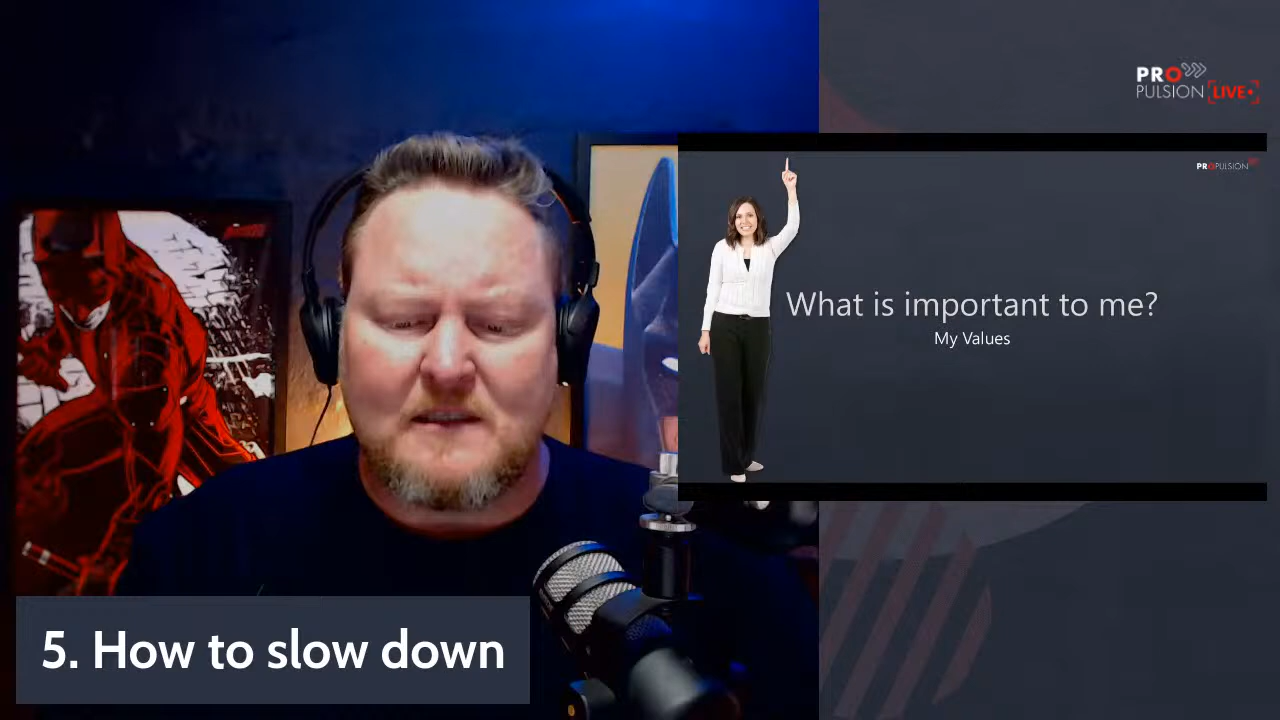 PRO
PULSION LIVE
PROPULSION
What is important to me?
My Values
5. How to slow down